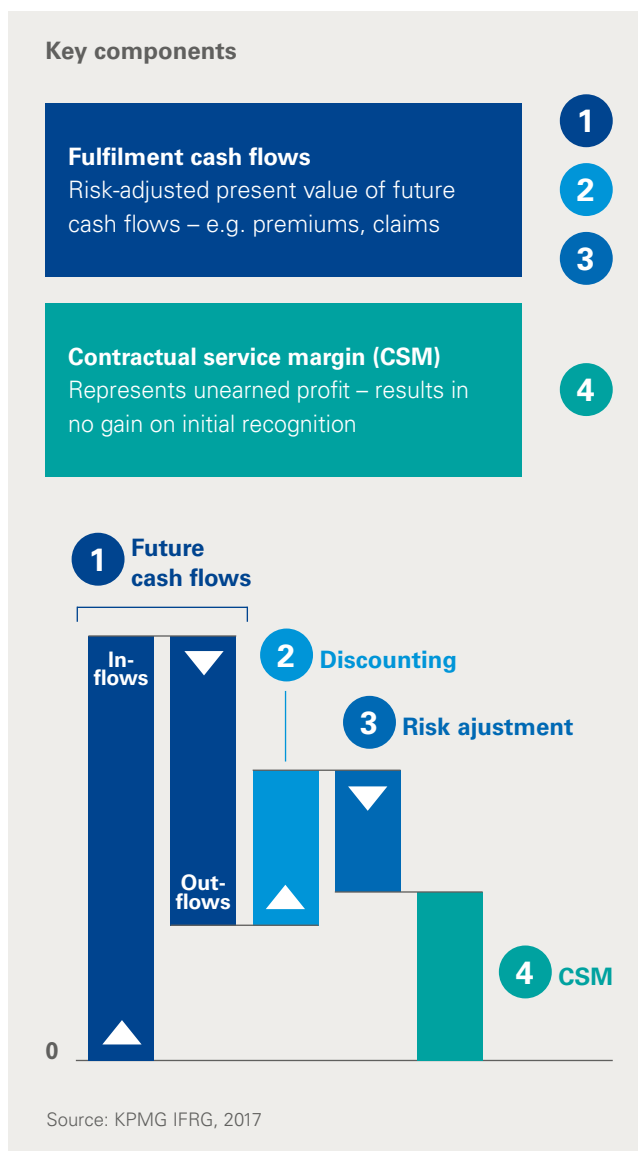 Key components
Fulfilment cash flows
Risk-adjusted present value of future
cash flows – e.g. premiums, claims
1
2
3
Contractual service margin (CSM)
Represents unearned profit – results in
no gain on initial recognition
4
1 Future
cash flows
In-
flows
2 Discounting
3 Risk ajustment
Out-
flows
4 CSM
0
Source: KPMG IFRG, 2017